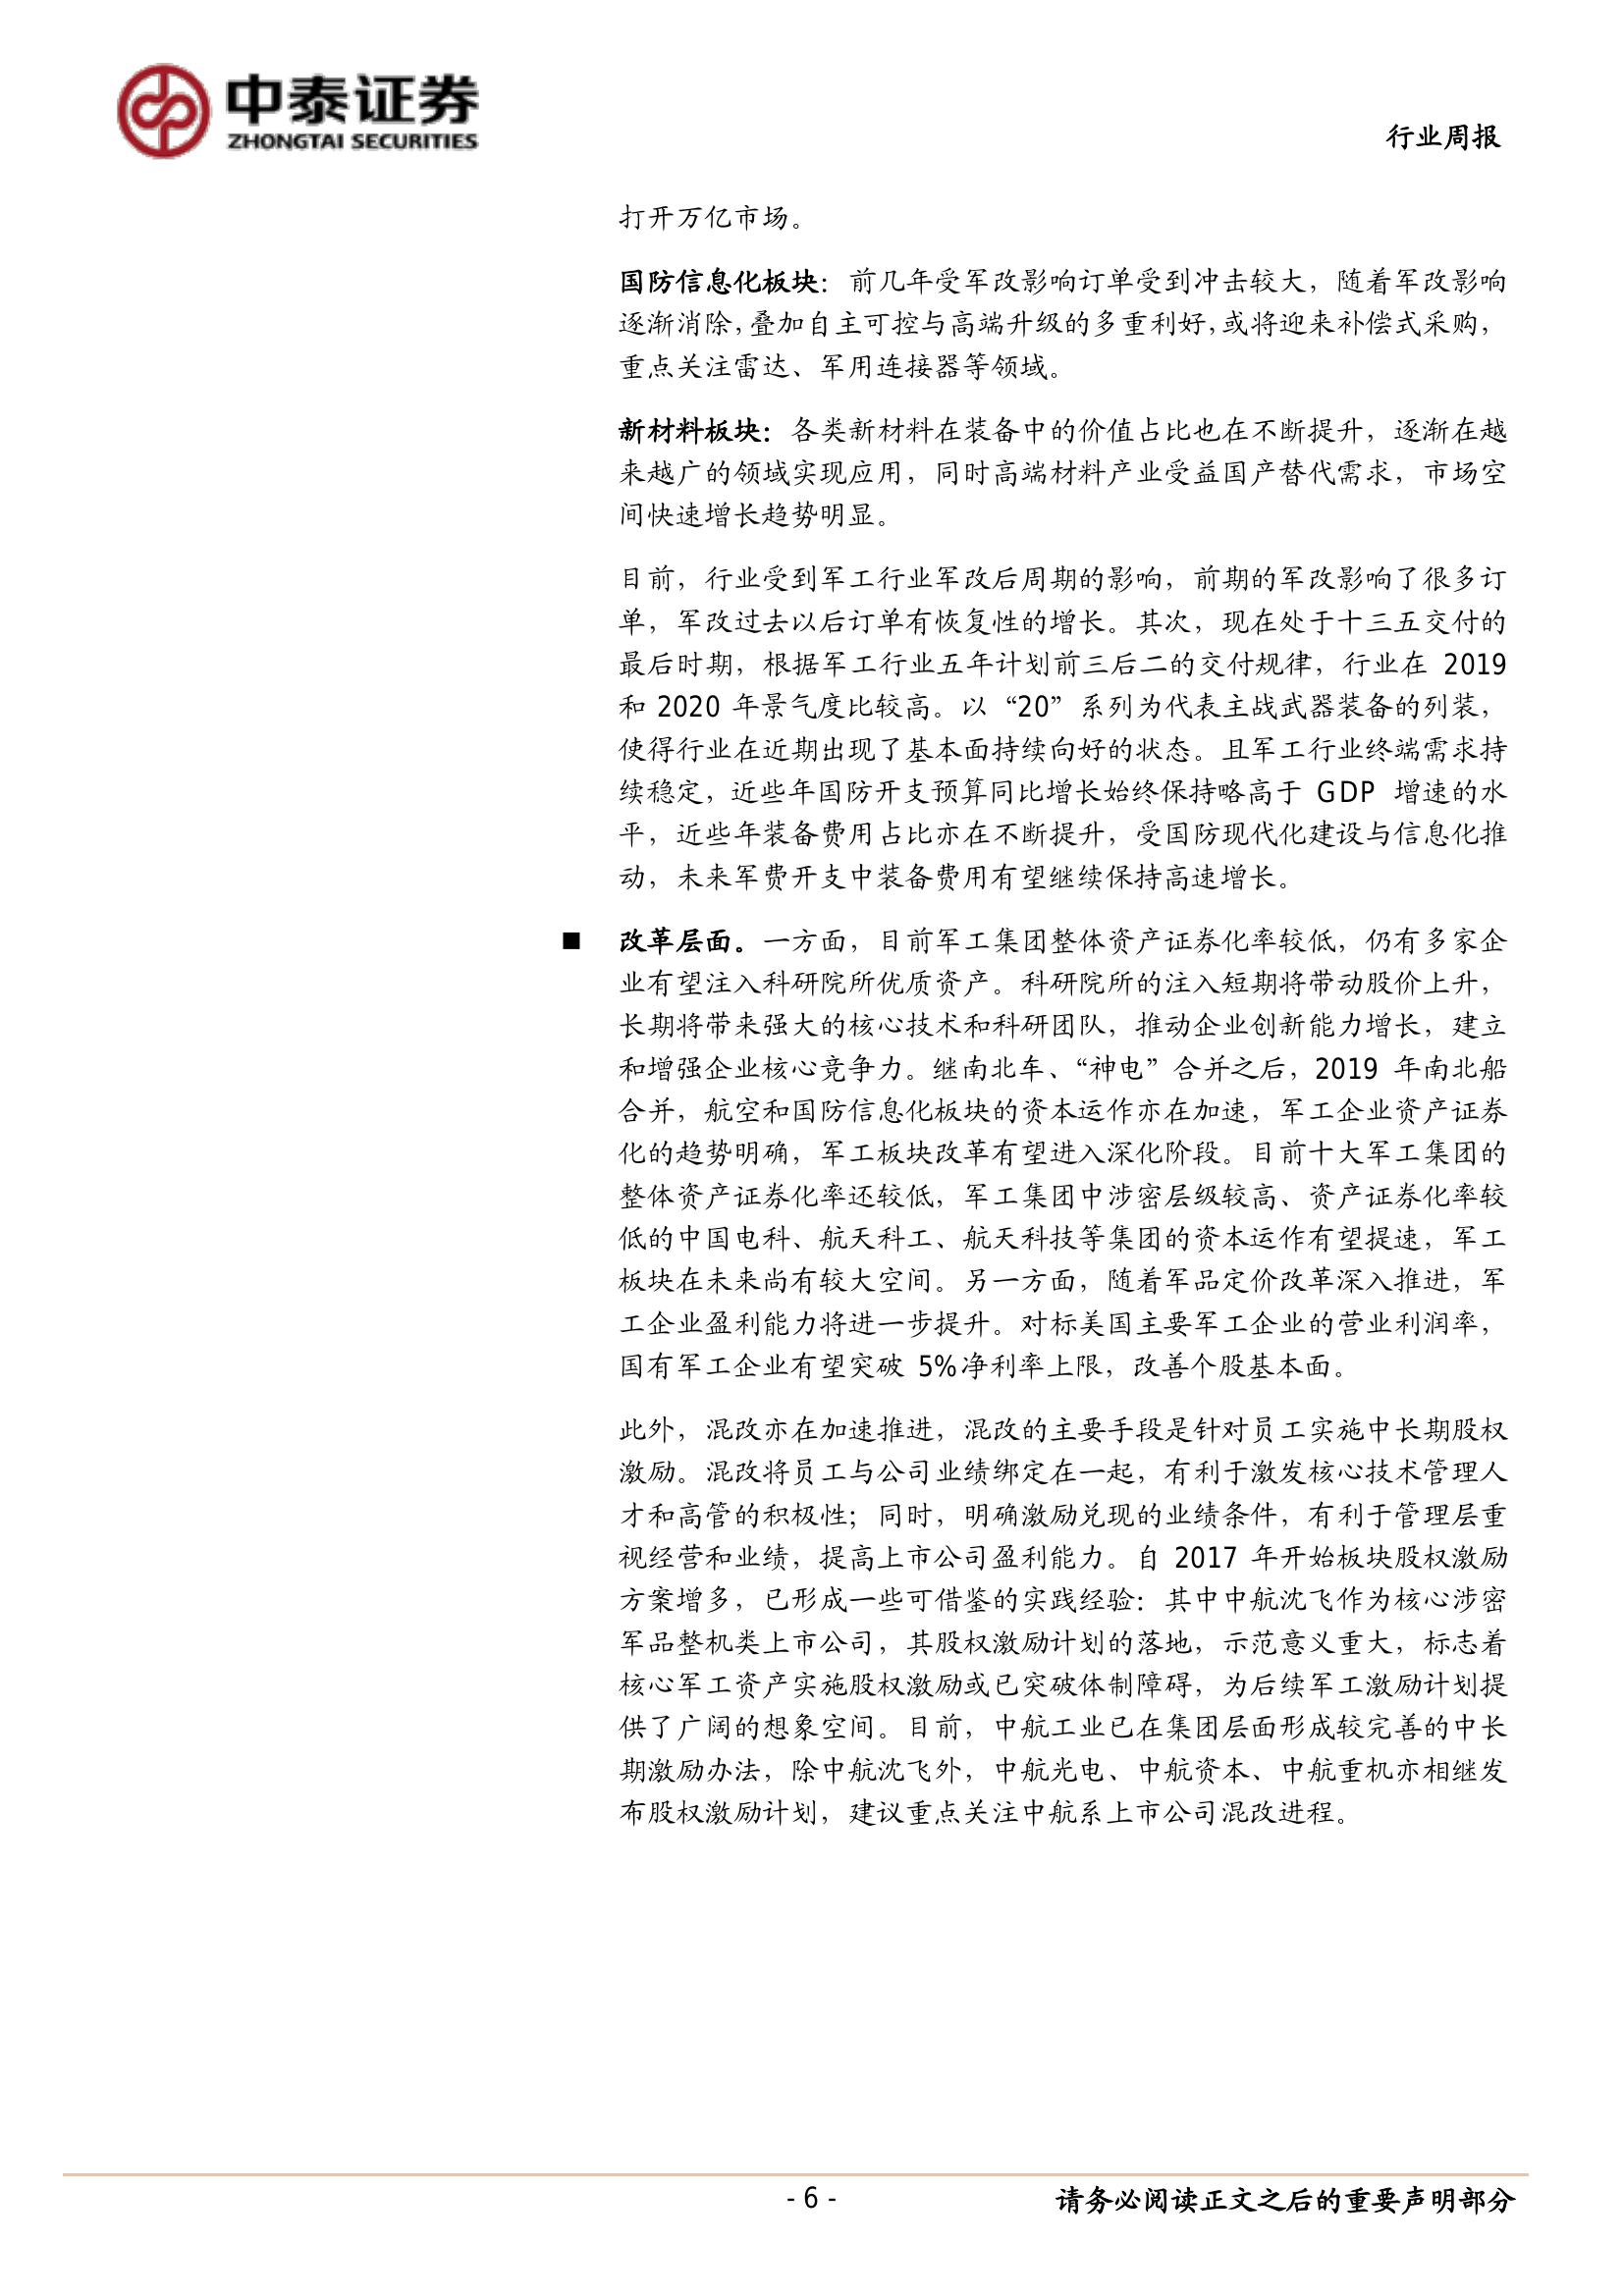 中泰证券
ZHONGTAI SECURITIES
行业周报
打开万亿市场。
国防信息化板块：前几年受军改影响订单受到冲击较大，随着军改影响
逐渐消除，叠加自主可控与高端升级的多重利好，或将迎来补偿式采购，
重点关注雷达、军用连接器等领域。
新材料板块：各类新材料在装备中的价值占比也在不断提升，逐渐在越
来越广的领域实现应用，同时高端材料产业受益国产替代需求，市场空
间快速增长趋势明显。
目前，行业受到军工行业军改后周期的影响，前期的军改影响了很多订
单，军改过去以后订单有恢复性的增长。其次，现在处于十三五交付的
最后时期，根据军工行业五年计划前三后二的交付规律，行业在 2019
和 2020 年景气度比较高。以“20”系列为代表主战武器装备的列装，
使得行业在近期出现了基本面持续向好的状态。且军工行业终端需求持
续稳定，近些年国防开支预算同比增长始终保持略高于 GDP 增速的水
平，近些年装备费用占比亦在不断提升，受国防现代化建设与信息化推
动，未来军费开支中装备费用有望继续保持高速增长。
■ 改革层面。一方面，目前军工集团整体资产证券化率较低，仍有多家企
业有望注入科研院所优质资产。科研院所的注入短期将带动股价上升，
长期将带来强大的核心技术和科研团队，推动企业创新能力增长，建立
和增强企业核心竞争力。继南北车、“神电”合并之后，2019 年南北船
合并，航空和国防信息化板块的资本运作亦在加速，军工企业资产证券
化的趋势明确，军工板块改革有望进入深化阶段。目前十大军工集团的
整体资产证券化率还较低，军工集团中涉密层级较高、资产证券化率较
低的中国电科、航天科工、航天科技等集团的资本运作有望提速，军工
板块在未来尚有较大空间。另一方面，随着军品定价改革深入推进，军
工企业盈利能力将进一步提升。对标美国主要军工企业的营业利润率，
国有军工企业有望突破 5%净利率上限，改善个股基本面。
此外，混改亦在加速推进，混改的主要手段是针对员工实施中长期股权
激励。混改将员工与公司业绩绑定在一起，有利于激发核心技术管理人
才和高管的积极性；同时，明确激励兑现的业绩条件，有利于管理层重
视经营和业绩，提高上市公司盈利能力。自 2017 年开始板块股权激励
方案增多，已形成一些可借鉴的实践经验：其中中航沈飞作为核心涉密
军品整机类上市公司，其股权激励计划的落地，示范意义重大，标志着
核心军工资产实施股权激励或已突破体制障碍，为后续军工激励计划提
供了广阔的想象空间。目前，中航工业已在集团层面形成较完善的中长
期激励办法，除中航沈飞外，中航光电、中航资本、中航重机亦相继发
布股权激励计划，建议重点关注中航系上市公司混改进程。
- 6 -
请务必阅读正文之后的重要声明部分